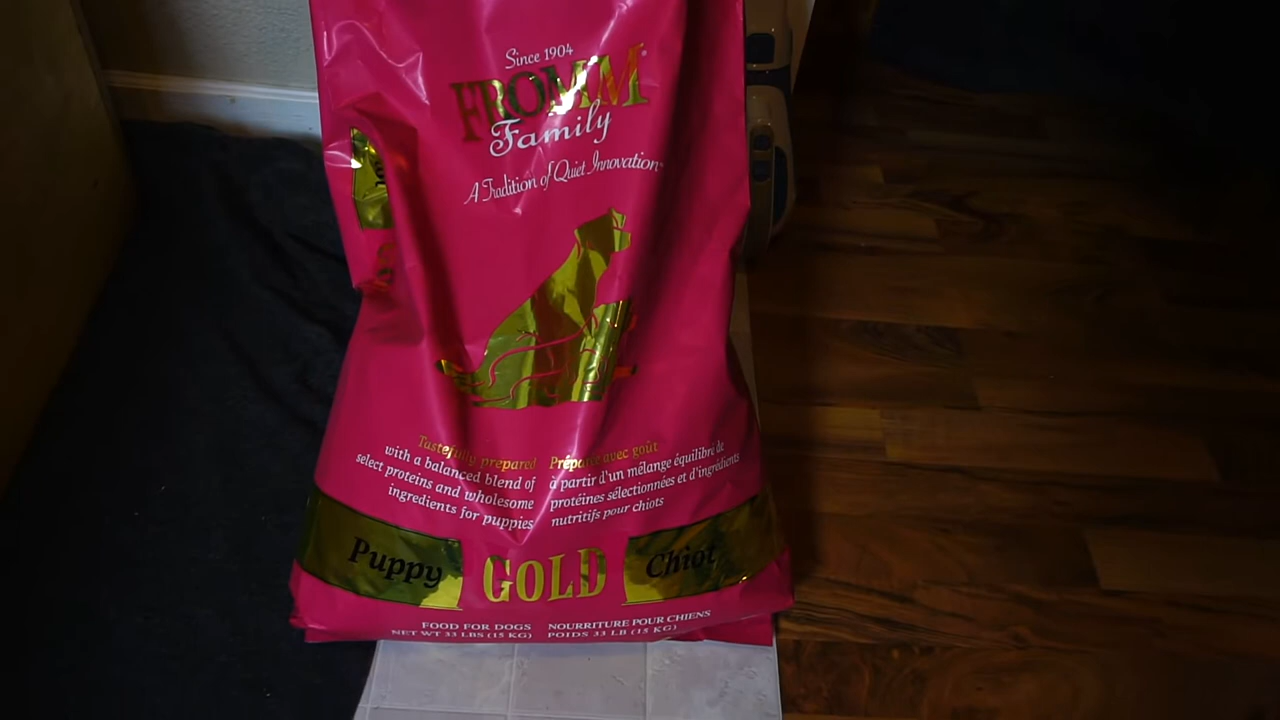 Since 1904
FROMM
Family
A Tradition of Quiet Innovation
Tastefully prepared
with a balanced blend of
select proteins and wholesome
ingredients for puppies
Préparée avec goût
à partir d'un mélange équilibré de
protéines sélectionnées et d'ingrédients
nutritifs pour chiots
Puppy
GOLD
Chiot
FOOD FOR DOGS
NET WT 33 LBS (15 KG)
NOURRITURE POUR CHIENS
POIDS 33 LB (15 KG)